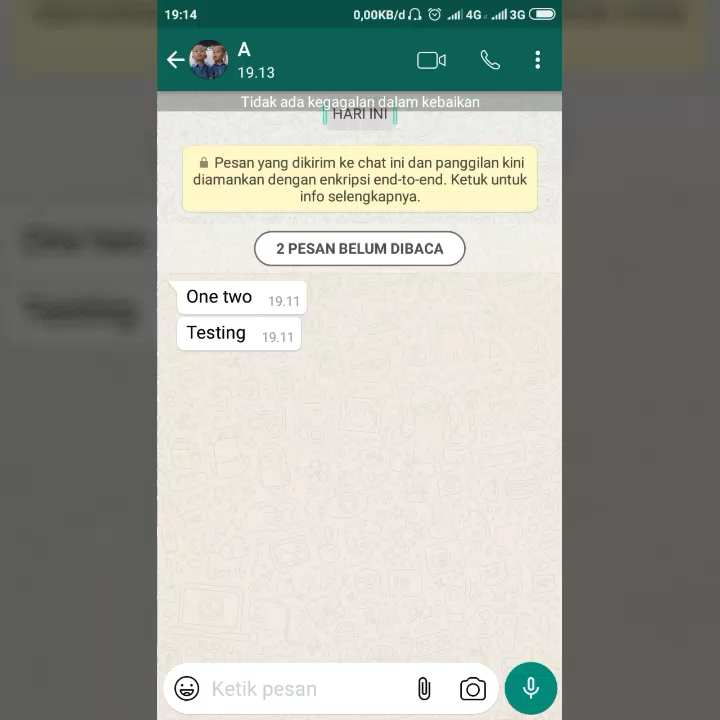 19:14 0,00KB/d 4G 3G
A
19.13
Tidak ada kegagalan dalam kebaikan
HARI INI
Pesan yang dikirim ke chat ini dan panggilan kini
diamankan dengan enkripsi end-to-end. Ketuk untuk
info selengkapnya.
2 PESAN BELUM DIBACA
One two 19.11
Testing 19.11
Ketik pesan